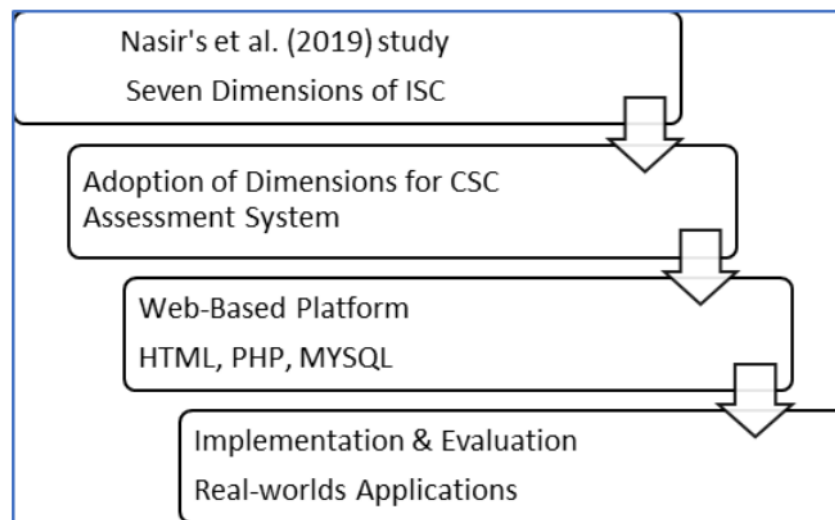 Nasir's et al. (2019) study
Seven Dimensions of ISC
Adoption of Dimensions for CSC
Assessment System
Web-Based Platform
HTML, PHP, MYSQL
Implementation & Evaluation
Real-worlds Applications